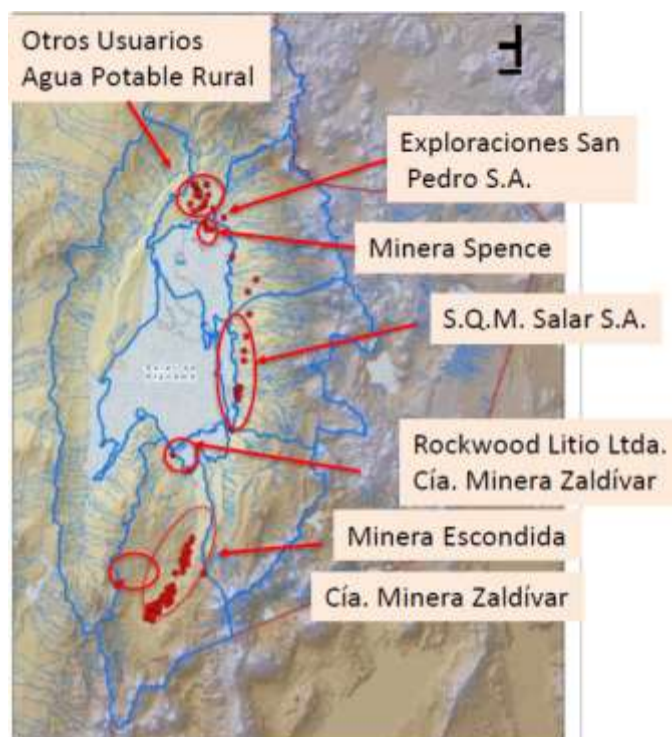 Otros Usuarios
Agua Potable Rural
Exploraciones San
Pedro S.A.
Minera Spence
S.Q.M. Salar S.A.
Rockwood Litio Ltda.
Cía. Minera Zaldívar
Minera Escondida
Cía. Minera Zaldívar